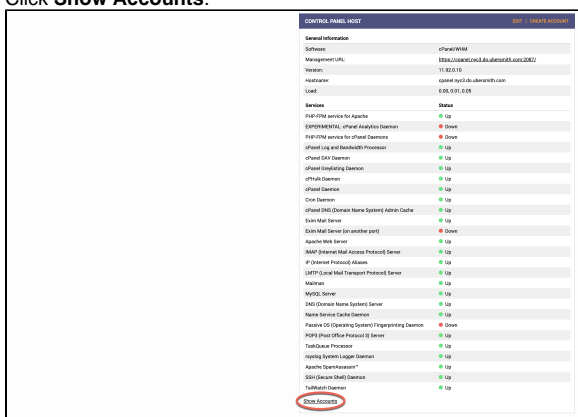 Click Show Accounts:
CONTROL PANEL HOST EDIT | CREATE ACCOUNT
General Information
Software: cPanel/WHM
Management URL: https://cpanel.nyc3.do.ubersmith.com:2087/
Version: 11.92.0.10
Hostname: cpanel.nyc3.do.ubersmith.com
Load: 0.00, 0.01, 0.05
Services Status
PHP-FPM service for Apache Up
EXPERIMENTAL: cPanel Analytics Daemon Down
PHP-FPM service for cPanel Daemons Down
cPanel Log and Bandwidth Processor Up
cPanel DAV Daemon Up
cPanel Greylisting Daemon Up
cPHulk Daemon Up
cPanel Daemon Up
Cron Daemon Up
cPanel DNS (Domain Name System) Admin Cache Up
Exim Mail Server Up
Exim Mail Server (on another port) Down
Apache Web Server Up
IMAP (Internet Mail Access Protocol) Server Up
IP (Internet Protocol) Aliases Up
LMTP (Local Mail Transport Protocol) Server Up
Mailman Up
MySQL Server Up
DNS (Domain Name System) Server Up
Name Service Cache Daemon Up
Passive OS (Operating System) Fingerprinting Daemon Down
POP3 (Post Office Protocol 3) Server Up
TaskQueue Processor Up
rsyslog System Logger Daemon Up
Apache SpamAssassin™ Up
SSH (Secure Shell) Daemon Up
TailWatch Daemon Up
Show Accounts